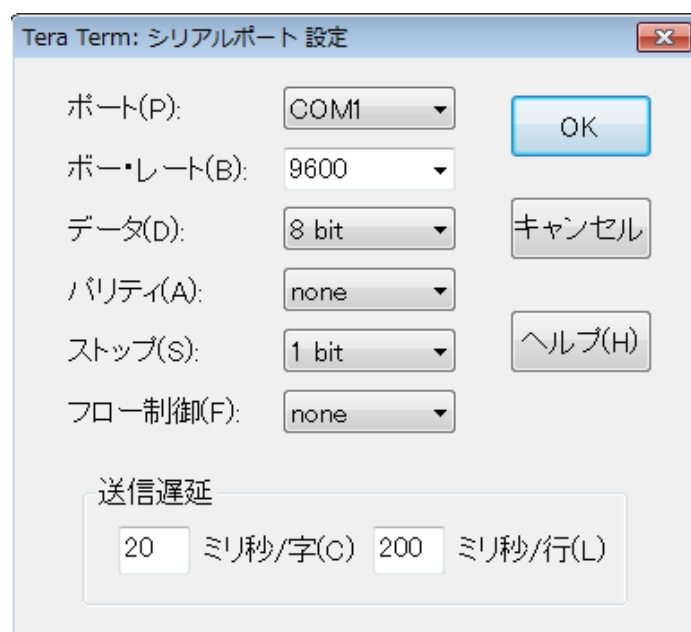 Tera Term: シリアルポート 設定
ポート(P): COM1
OK
ボー・レート(B): 9600
データ(D): 8 bit
キャンセル
パリティ(A): none
ストップ(S): 1 bit
ヘルプ(H)
フロー制御(F): none
送信遅延
20 ミリ秒/字(C) 200 ミリ秒/行(L)